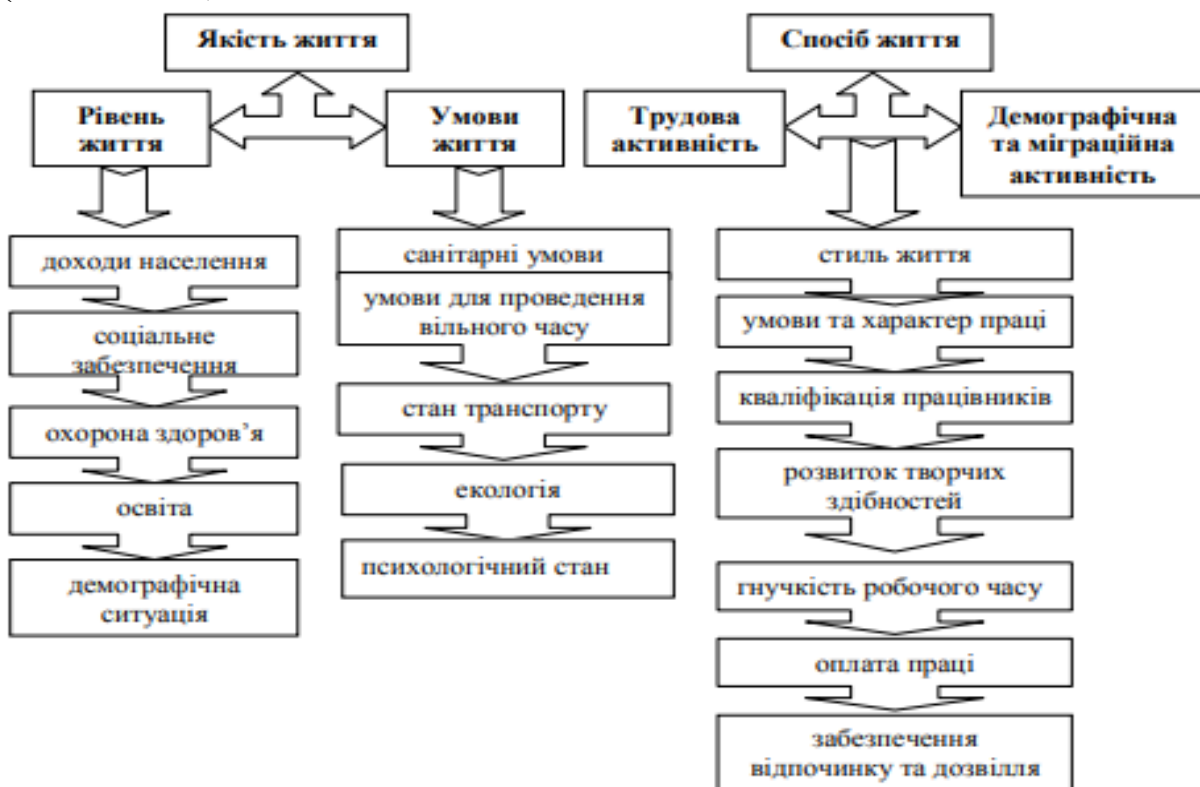 Якість життя
Спосіб життя
Рівень
життя
Умови
життя
Трудова
активність
Демографічна
та міграційна
активність
доходи населення
соціальне
забезпечення
охорона здоров’я
освіта
демографічна
ситуація
санітарні умови
умови для проведення
вільного часу
стан транспорту
екологія
психологічний стан
стиль життя
умови та характер праці
кваліфікація працівників
розвиток творчих
здібностей
гнучкість робочого часу
оплата праці
забезпечення
відпочинку та дозвілля